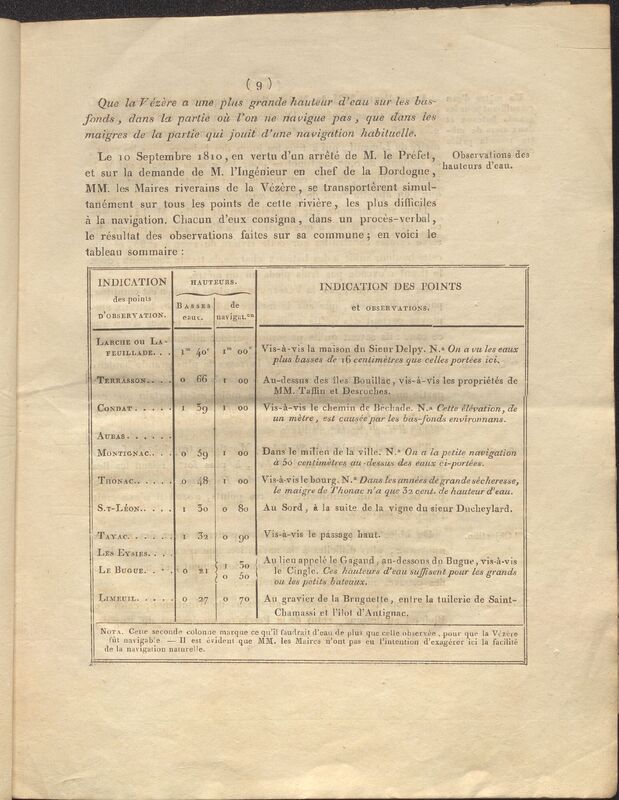 ( 9 )
Que la Vézère a une plus grande hauteur d'eau sur les bas-
fonds, dans la partie où l'on ne navigue pas, que dans les
maigres de la partie qui jouit d'une navigation habituelle.
Le 10 Septembre 1810, en vertu d'un arrêté de M. le Préfet,
et sur la demande de M. l'Ingénieur en chef de la Dordogne,
MM. les Maires riverains de la Vézère, se transportèrent simul-
tanément sur tous les points de cette rivière, les plus difficiles
à la navigation. Chacun d'eux consigna, dans un procès-verbal,
le résultat des observations faites sur sa commune; en voici le
tableau sommaire :
Observations des
hauteurs d'eau.
INDICATION
des points
D'OBSERVATION.
HAUTEURS.
BASSES
eaux.
de
navigat.on
INDICATION DES POINTS
et OBSERVATIONS.
LARCHE OU LA-
FEUILLADE. . . 1m 40c 1m 00c Vis-à-vis la maison du Sieur Delpy. N.a On a vu les eaux
plus basses de 16 centimètres que celles portées ici.
TERRASSON. . . . 0 66 1 00 Au-dessus des îles Bouillac, vis-à-vis les propriétés de
MM. Taffin et Desroches.
CONDAT. . . . . 1 39 1 00 Vis-à-vis le chemin de Béchade. N.a Cette élévation, de
un mètre, est causée par les bas-fonds environnans.
AUBAS. . . . . .
MONTIGNAC. . . 0 59 1 00 Dans le milieu de la ville. N.a On a la petite navigation
à 50 centimètres au-dessus des eaux ci-portées.
THONAC. . . . . 0 48 1 00 Vis-à-vis le bourg. N.a Dans les années de grande sécheresse,
le maigre de Thonac n'a que 32 cent. de hauteur d'eau.
S.t-LÉON. . . . 1 30 0 80 Au Sord, à la suite de la vigne du sieur Ducheylard.
TAYAC. . . . . 1 32 0 90 Vis-à-vis le passage haut.
LES EYSIES. . . .
LE BUGUE. . . . 0 21 { 1 30
0 50 Au lieu appelé le Gagaud, au-dessous du Bugue, vis-à-vis
le Cingle. Ces hauteurs d'eau suffisent pour les grands
ou les petits bateaux.
LIMEUIL. . . . . 0 27 0 70 Au gravier de la Bruguette, entre la tuilerie de Saint-
Chamassi et l'îlot d'Antignac.
NOTA. Cette seconde colonne marque ce qu'il faudrait d'eau de plus que celle observée, pour que la Vézère
fût navigable. — Il est évident que MM. les Maires n'ont pas eu l'intention d'exagérer ici la facilité
de la navigation naturelle.